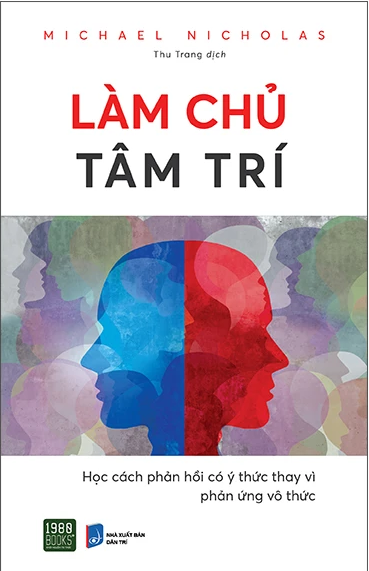 MICHAEL NICHOLAS
Thu Trang dịch
LÀM CHỦ
TÂM TRÍ
Học cách phản hồi có ý thức thay vì
phản ứng vô thức
1980
BOOKS
NHÀ XUẤT BẢN
DÂN TRÍ